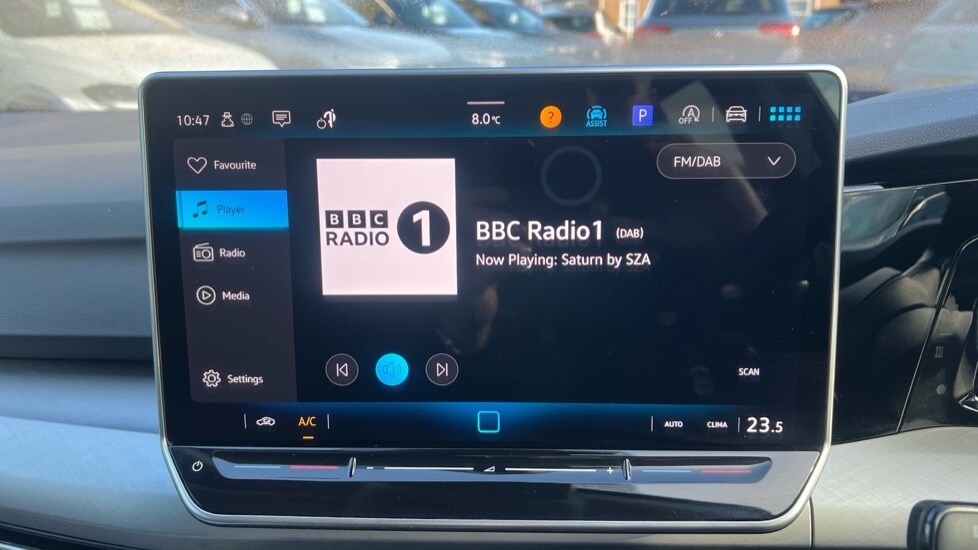 10:47
8.0°C
?
ASSIST
P
A
OFF
Favourite
FM/DAB
Player
BBC
RADIO 1
BBC Radio1 (DAB)
Now Playing: Saturn by SZA
Radio
Media
Settings
SCAN
A/C
AUTO
CLIMA
23.5
- +